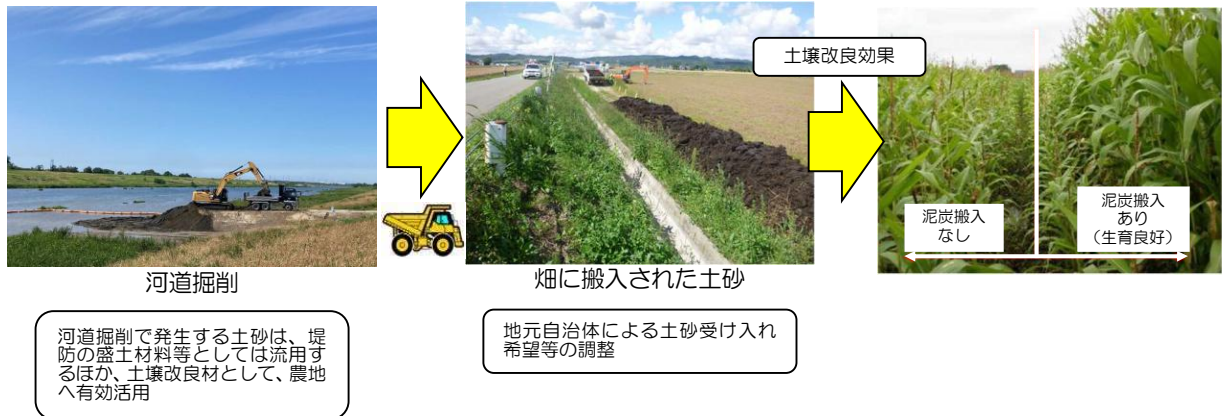 土壌改良効果
泥炭搬入
なし
泥炭搬入
あり
（生育良好）
河道掘削
畑に搬入された土砂
河道掘削で発生する土砂は、堤
防の盛土材料等としては流用す
るほか、土壌改良材として、農地
へ有効活用
地元自治体による土砂受け入れ
希望等の調整